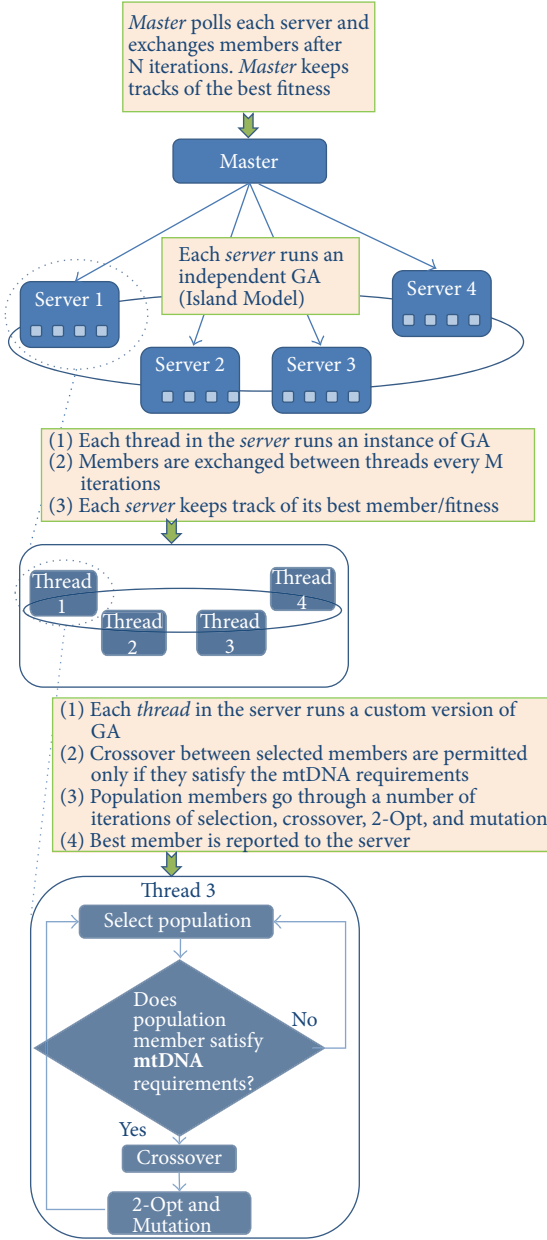 Master polls each server and
exchanges members after
N iterations. Master keeps
tracks of the best fitness
Master
Each server runs an
independent GA
(Island Model)
Server 1
Server 4
Server 2
Server 3
(1) Each thread in the server runs an instance of GA
(2) Members are exchanged between threads every M
iterations
(3) Each server keeps track of its best member/fitness
Thread
1
Thread
4
Thread
2
Thread
3
(1) Each thread in the server runs a custom version of
GA
(2) Crossover between selected members are permitted
only if they satisfy the mtDNA requirements
(3) Population members go through a number of
iterations of selection, crossover, 2-Opt, and mutation
(4) Best member is reported to the server
Thread 3
Select population
Does
population
member satisfy
mtDNA
requirements?
No
Yes
Crossover
2-Opt and
Mutation